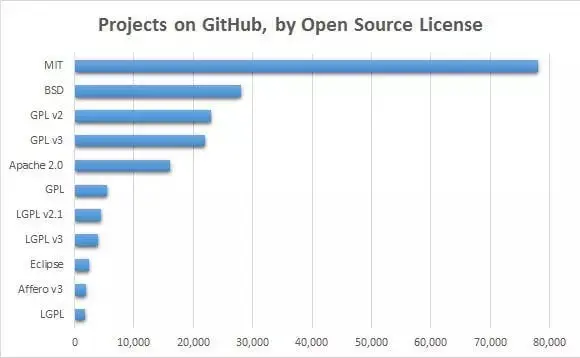 Projects on GitHub, by Open Source License
MIT
BSD
GPL v2
GPL v3
Apache 2.0
GPL
LGPL v2.1
LGPL v3
Eclipse
Affero v3
LGPL
0 10,000 20,000 30,000 40,000 50,000 60,000 70,000 80,000